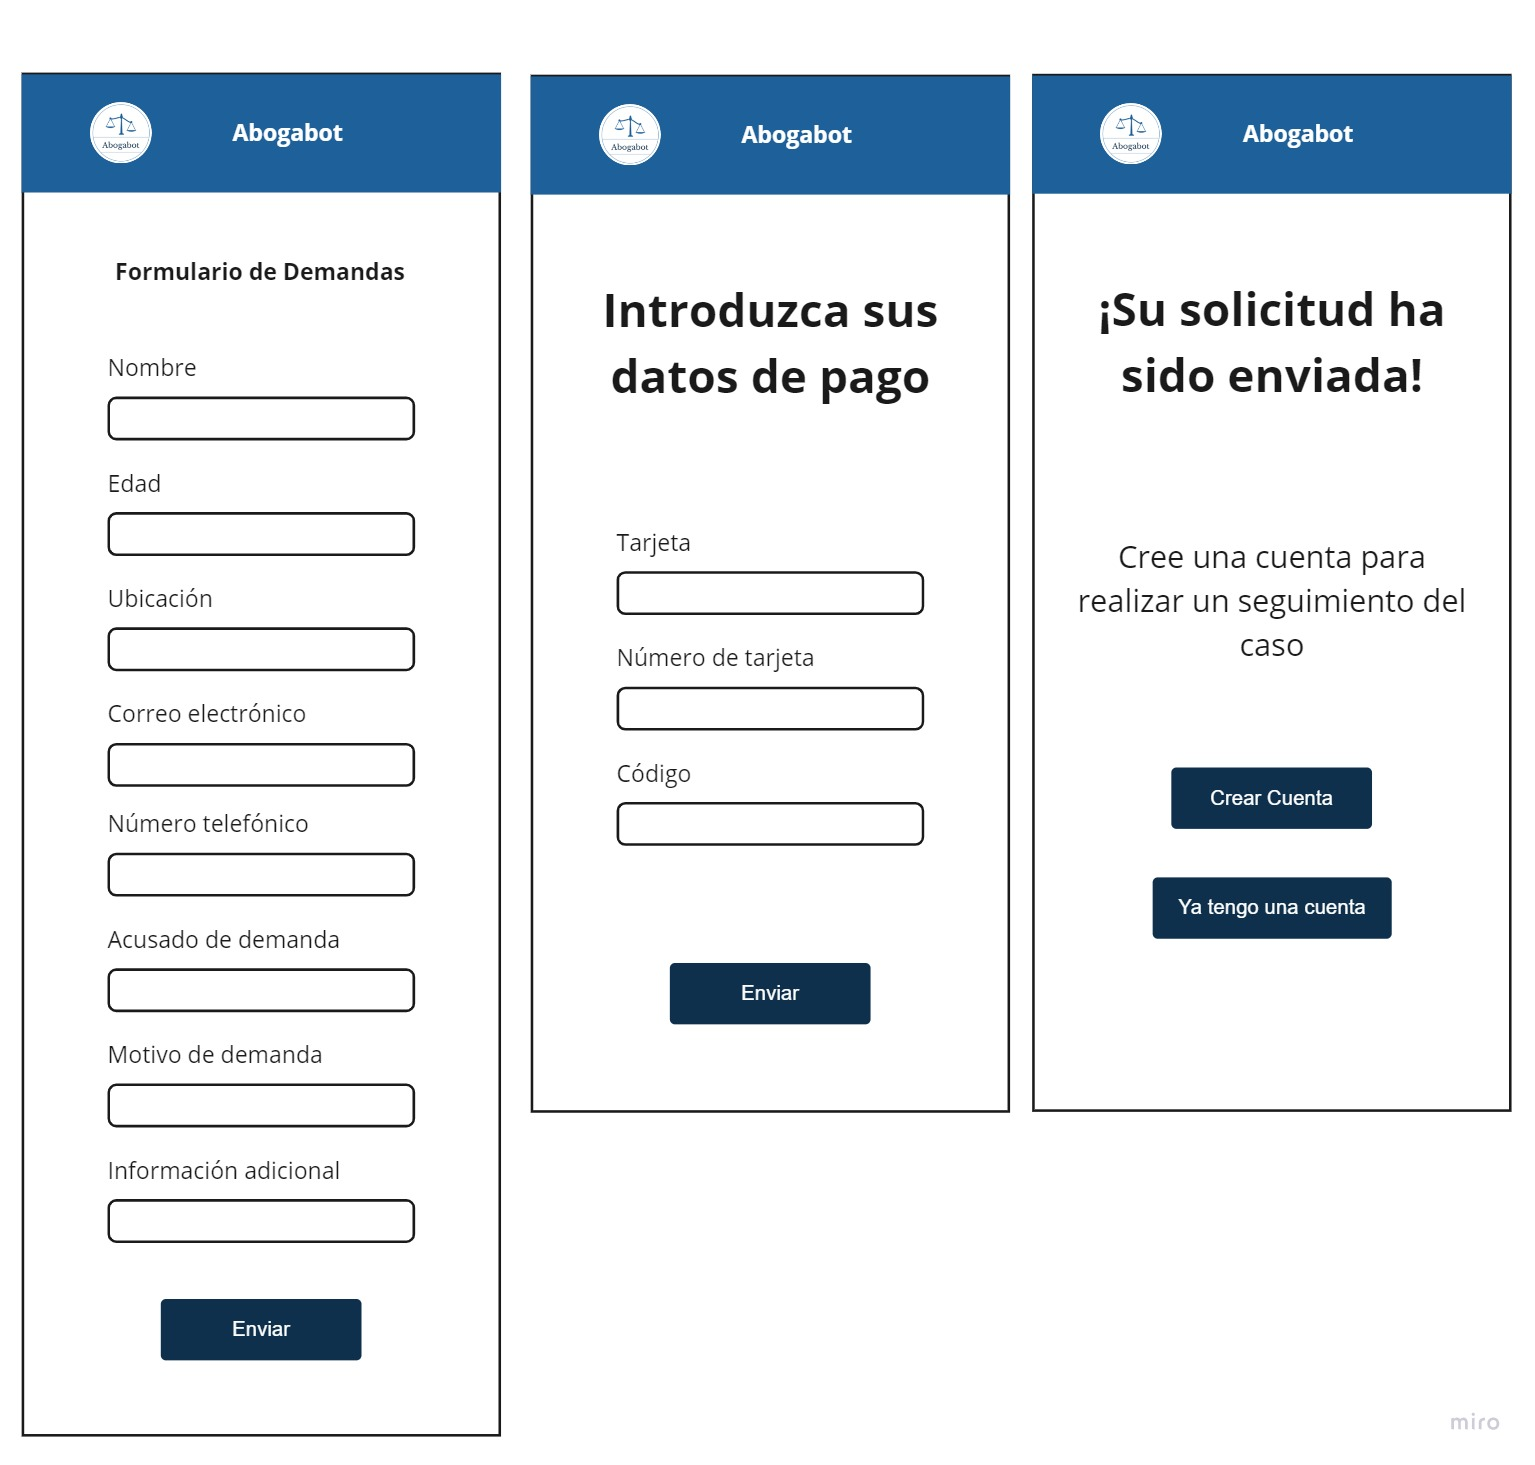 Abogabot
Abogabot
Formulario de Demandas
Nombre
Edad
Ubicación
Correo electrónico
Número telefónico
Acusado de demanda
Motivo de demanda
Información adicional
Enviar
Abogabot
Abogabot
Introduzca sus
datos de pago
Tarjeta
Número de tarjeta
Código
Enviar
Abogabot
Abogabot
¡Su solicitud ha
sido enviada!
Cree una cuenta para
realizar un seguimiento del
caso
Crear Cuenta
Ya tengo una cuenta
miro